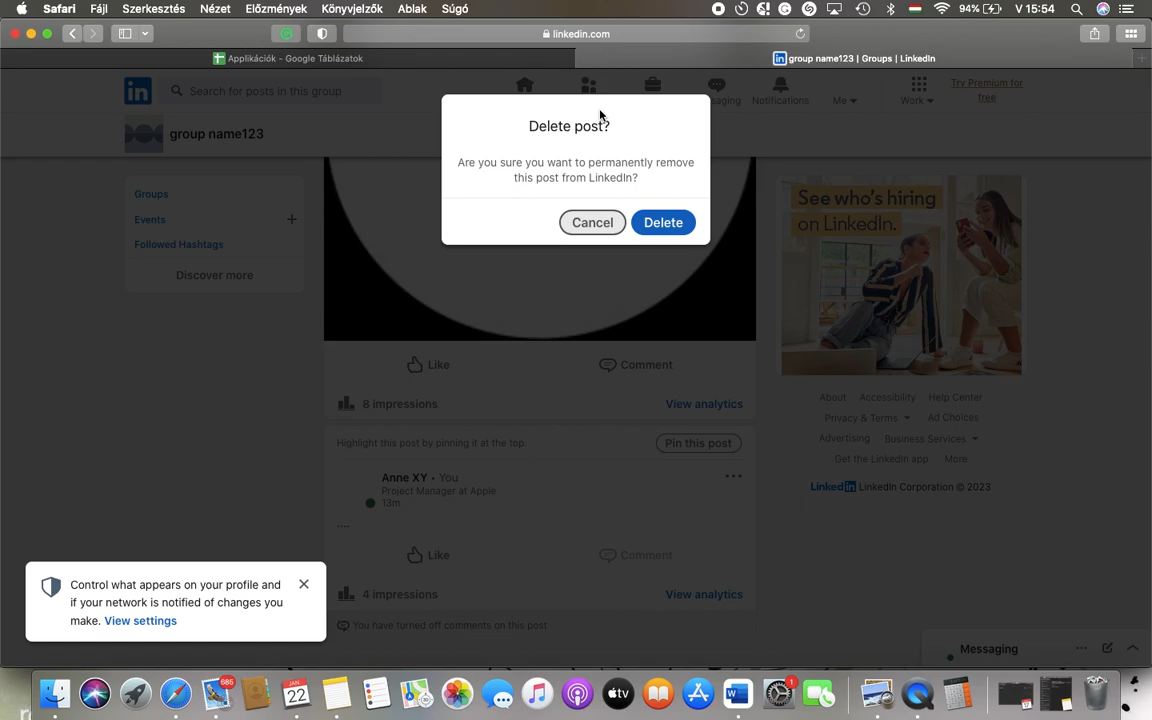 Safari Fájl Szerkesztés Nézet Előzmények Könyvjelzők Ablak Súgó 94% V 15:54
linkedin.com
Applikációk - Google Táblázatok
in group name123 | Groups | LinkedIn
in Search for posts in this group
aging Notifications Me Work Try Premium for
free
group name123
Delete post?
Are you sure you want to permanently remove
this post from LinkedIn?
Cancel Delete
Groups
Events
Followed Hashtags
Discover more
See who's hiring
on LinkedIn.
Like Comment
8 impressions View analytics
Highlight this post by pinning it at the top. Pin this post
Anne XY • You
Project Manager at Apple
13m
....
Like Comment
4 impressions View analytics
You have turned off comments on this post
About Accessibility Help Center
Privacy & Terms Ad Choices
Advertising Business Services
Get the LinkedIn app More
LinkedIn LinkedIn Corporation © 2023
Control what appears on your profile and
if your network is notified of changes you
make. View settings
Messaging
685
JAN.
22
tv
W
1